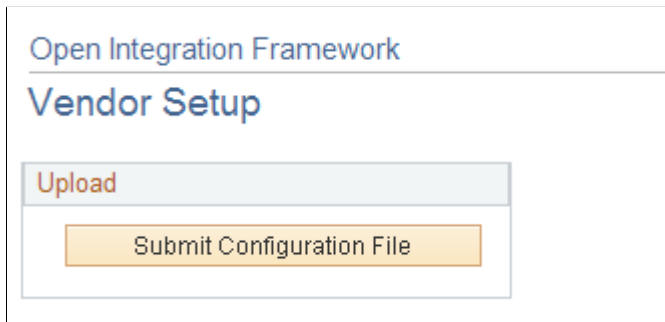 Open Integration Framework
Vendor Setup
Upload
Submit Configuration File